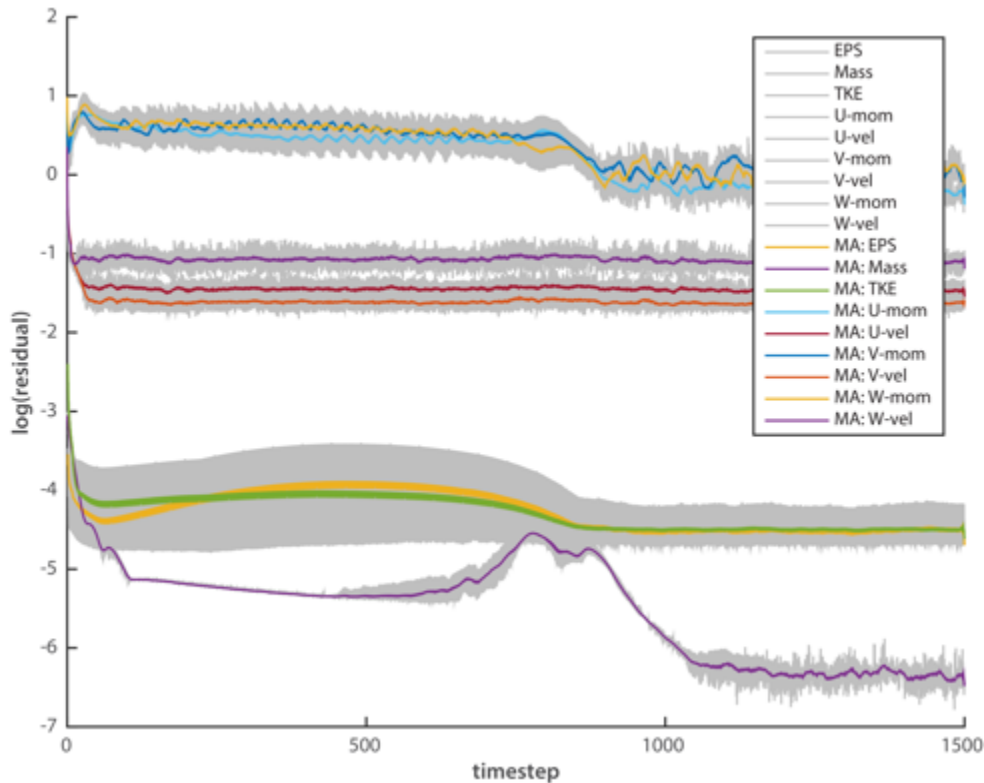 2
1
0
-1
-2
-3
-4
-5
-6
-7
log(residual)
EPS
Mass
TKE
U-mom
U-vel
V-mom
V-vel
W-mom
W-vel
MA: EPS
MA: Mass
MA: TKE
MA: U-mom
MA: U-vel
MA: V-mom
MA: V-vel
MA: W-mom
MA: W-vel
0 500 1000 1500
timestep